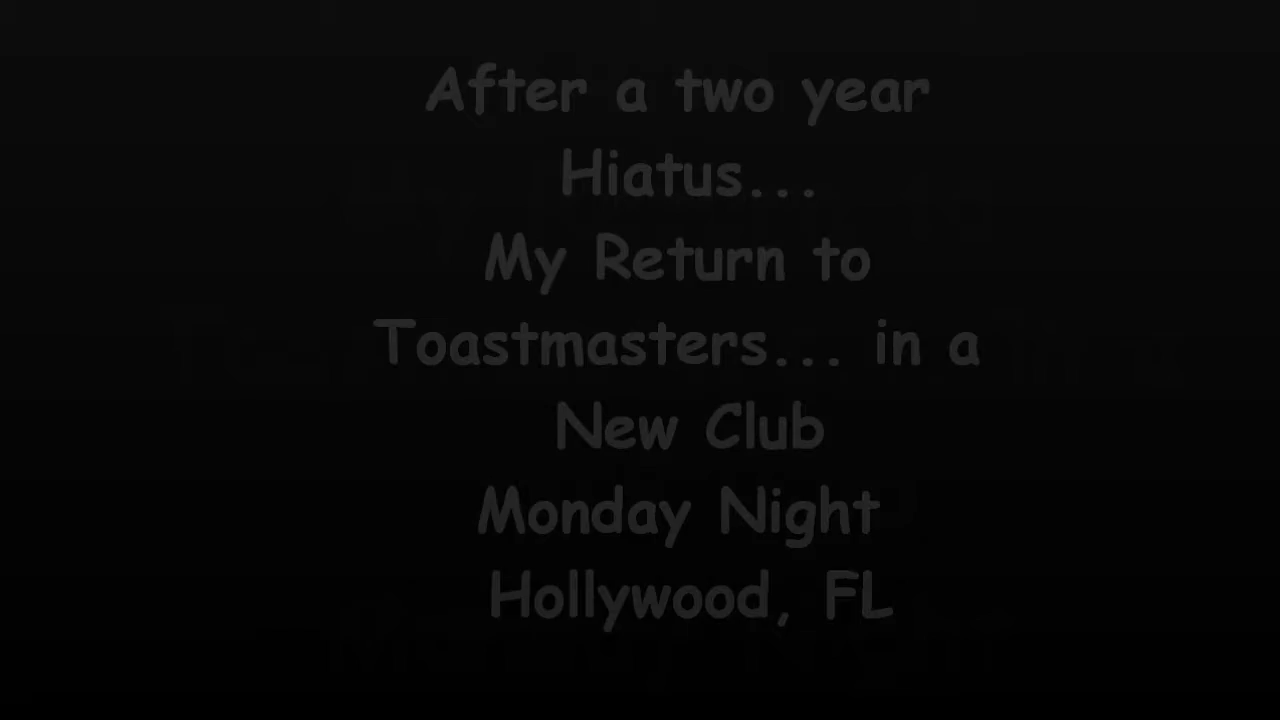 After a two year
Hiatus...
My Return to
Toastmasters... in a
New Club
Monday Night
Hollywood, FL